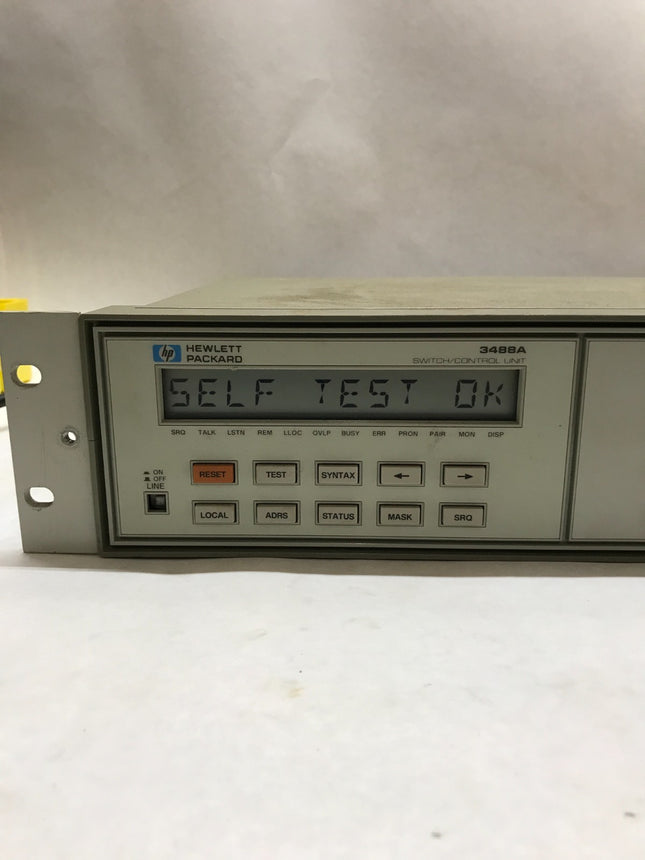 hp HEWLETT PACKARD
3488A
SWITCH/CONTROL UNIT
SELF TEST OK
SRQ TALK LSTN REM LLOC OVLP BUSY ERR PRON PAIR MON DISP
ON
OFF
LINE
RESET TEST SYNTAX ← →
LOCAL ADRS STATUS MASK SRQ